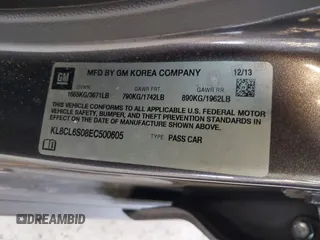 GM
MFD BY GM KOREA COMPANY
12/13
GVWR GAWR FRT. GAWR RR.
1665KG/3671LB 790KG/1742LB 890KG/1962LB
THIS VEHICLE CONFORMS TO ALL APPLICABLE U.S. FEDERAL MOTOR
VEHICLE SAFETY, BUMPER, AND THEFT PREVENTION STANDARDS
IN EFFECT ON THE DATE OF MANUFACTURE SHOWN ABOVE.
KL8CL6S08EC500605 TYPE: PASS CAR
DREAMBID